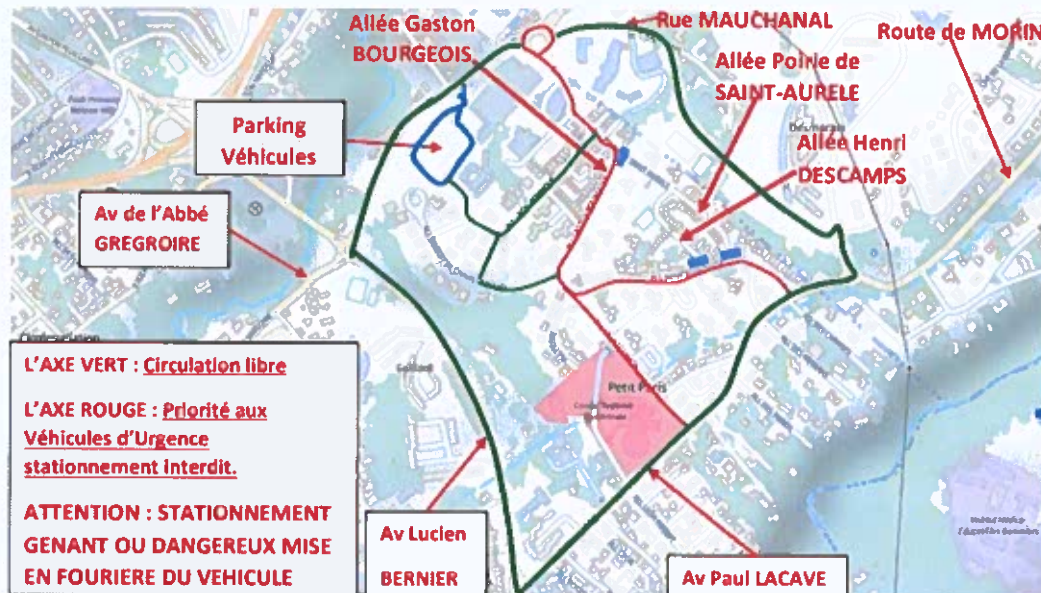 Allée Gaston
BOURGEOIS
Rue MAUCHANAL
Route de MORIN
Allée Poirie de
SAINT-AURELE
Allée Henri
DESCAMPS
Parking
Véhicules
Av de l'Abbé
GREGROIRE
Petit Paris
L'AXE VERT : Circulation libre
L'AXE ROUGE : Priorité aux
Véhicules d'Urgence
stationnement interdit.
ATTENTION : STATIONNEMENT
GENANT OU DANGEREUX MISE
EN FOURIERE DU VEHICULE
Av Lucien
BERNIER
Av Paul LACAVE